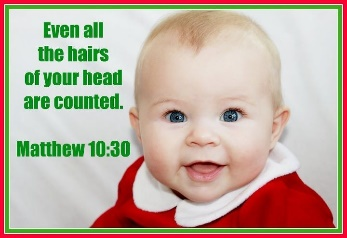 Even all
the hairs
of your head
are counted.
Matthew 10:30